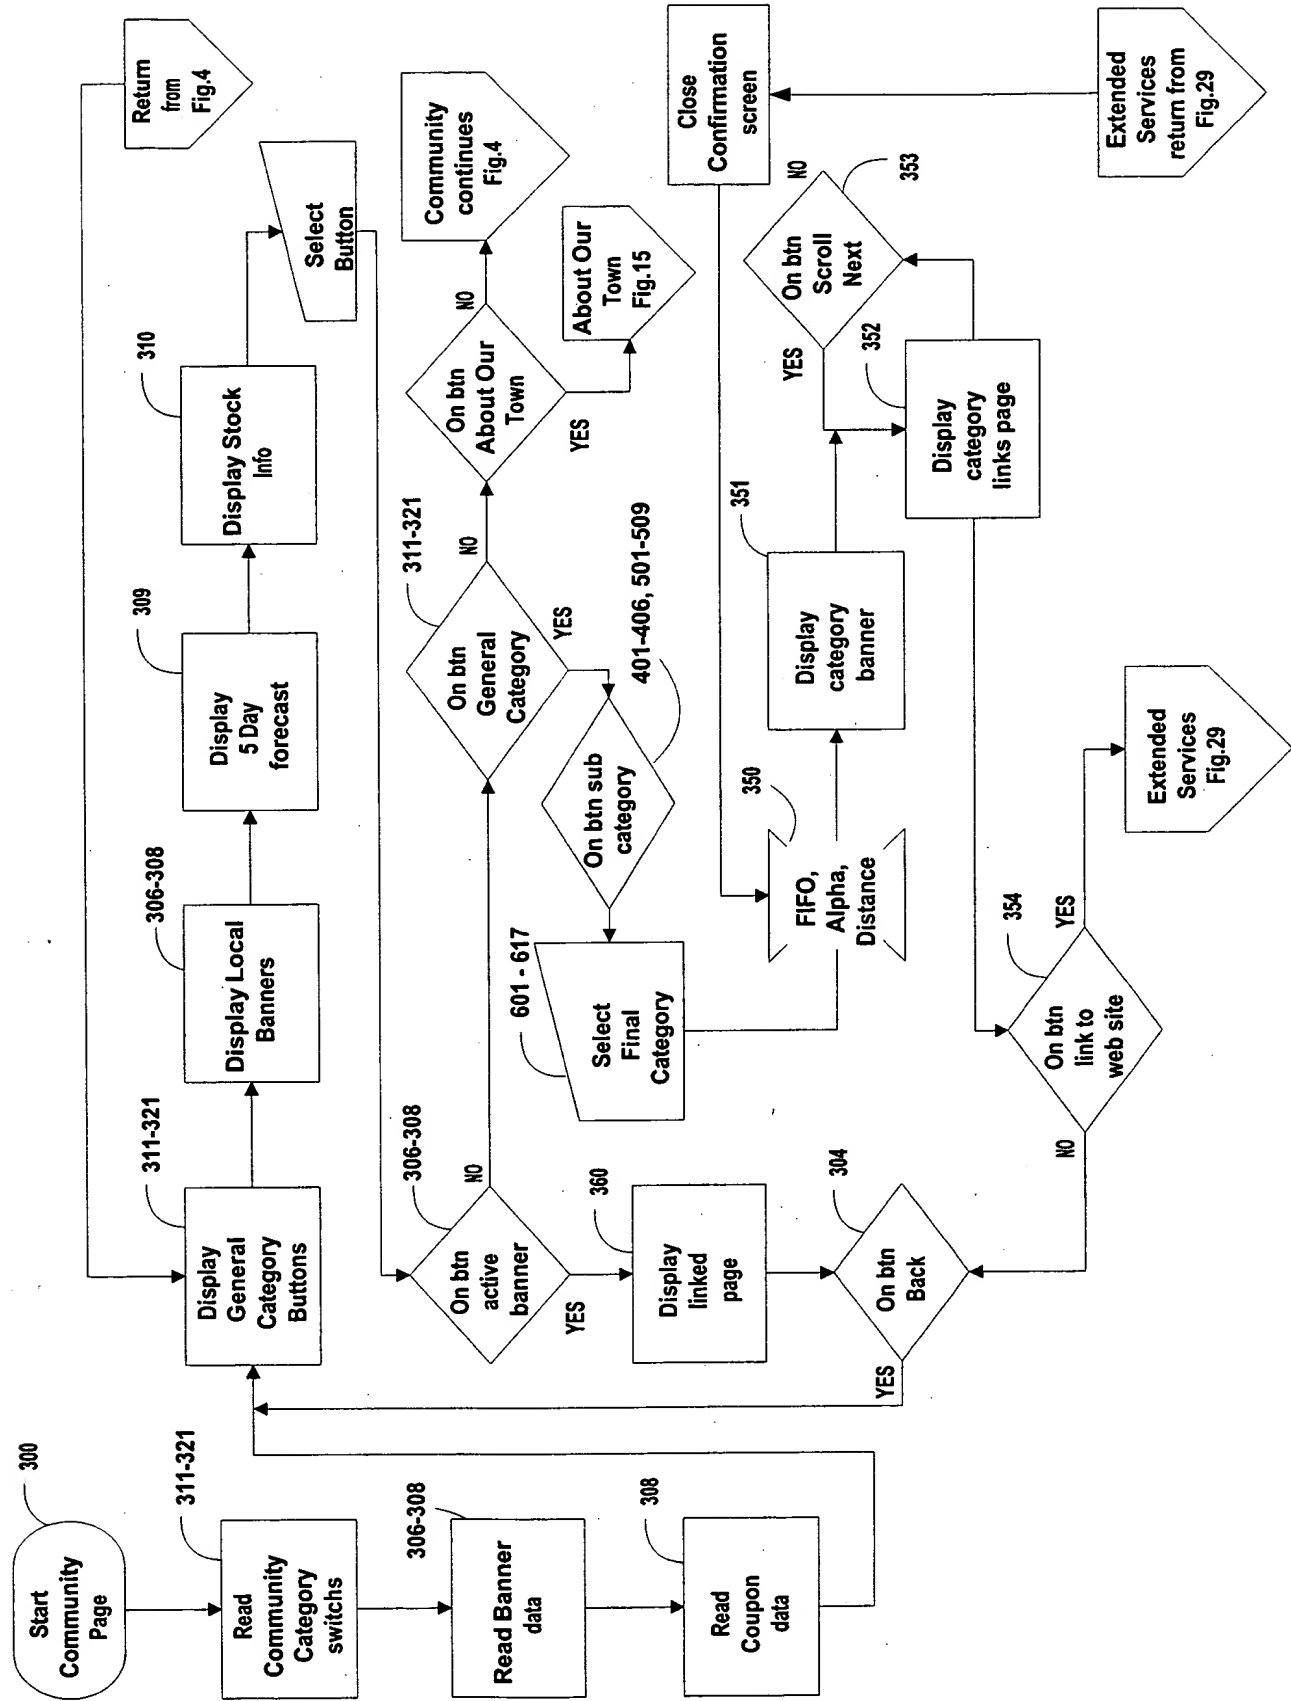 Start
Community
Page
300
Read
Community
Category
switchs
311-321
Read Banner
data
306-308
Read
Coupon
data
308
Display
General
Category
Buttons
311-321
Display Local
Banners
306-308
Display
5 Day
forecast
309
Display Stock
Info
310
Select
Button
Return
from
Fig.4
On btn
active
banner
306-308
NO
YES
Display
linked
page
360
On btn
Back
304
YES
On btn
General
Category
311-321
NO
YES
On btn
About Our
Town
NO
YES
Community
continues
Fig.4
About Our
Town
Fig.15
On btn sub
category
401-406, 501-509
Select
Final
Category
601 - 617
FIFO,
Alpha,
Distance
350
Display
category
banner
351
Display
category
links page
352
YES
On btn
Scroll
Next
353
NO
Close
Confirmation
screen
Extended
Services
return from
Fig.29
On btn
link to
web site
354
YES
NO
Extended
Services
Fig.29